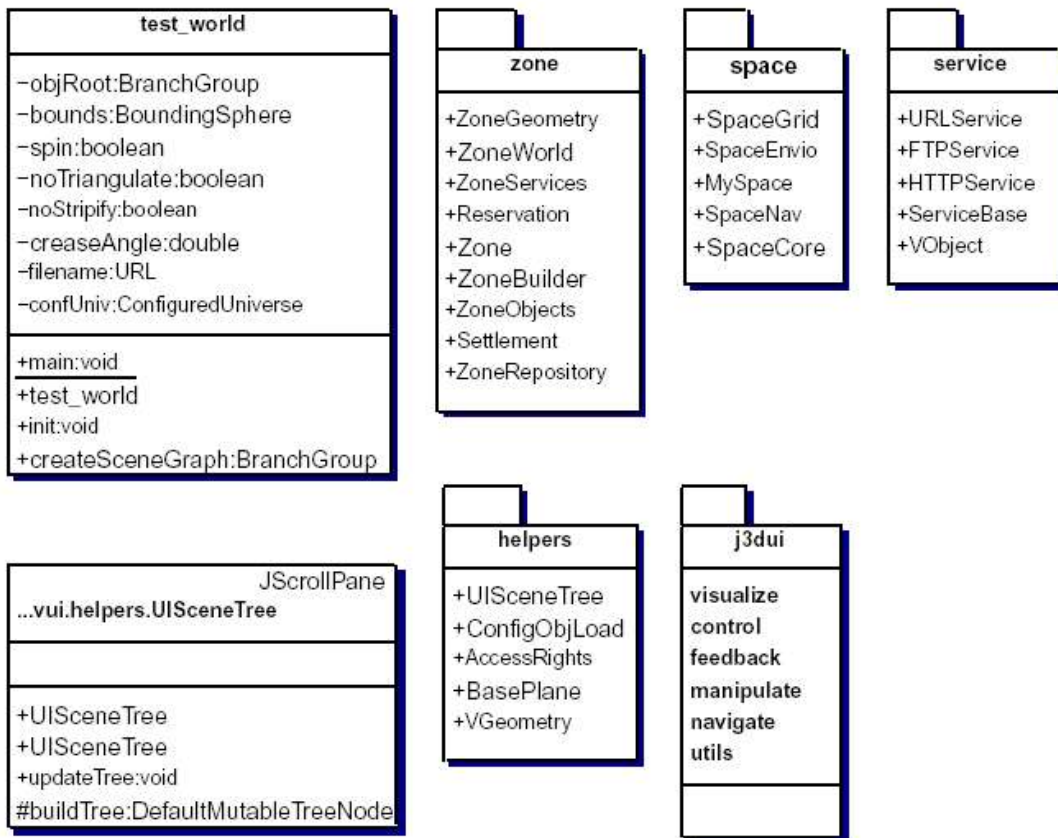 test_world
−objRoot:BranchGroup
−bounds:BoundingSphere
−spin:boolean
−noTriangulate:boolean
−noStripify:boolean
−creaseAngle:double
−filename:URL
−confUniv:ConfiguredUniverse
+main:void
+test_world
+init:void
+createSceneGraph:BranchGroup
zone
+ZoneGeometry
+ZoneWorld
+ZoneServices
+Reservation
+Zone
+ZoneBuilder
+ZoneObjects
+Settlement
+ZoneRepository
space
+SpaceGrid
+SpaceEnvio
+MySpace
+SpaceNav
+SpaceCore
service
+URLService
+FTPService
+HTTPService
+ServiceBase
+VObject
JScrollPane
...vui.helpers.UISceneTree
+UISceneTree
+UISceneTree
+updateTree:void
#buildTree:DefaultMutableTreeNode
helpers
+UISceneTree
+ConfigObjLoad
+AccessRights
+BasePlane
+VGeometry
j3dui
visualize
control
feedback
manipulate
navigate
utils